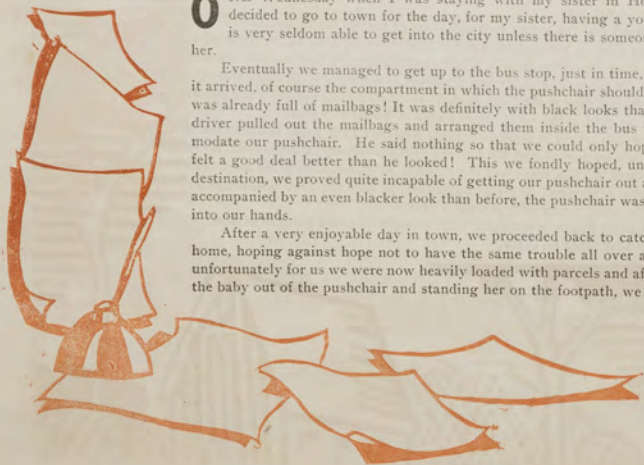 decided to go to town for the day, for my sister, having a yo
is very seldom able to get into the city unless there is someo
her.
Eventually we managed to get up to the bus stop, just in time,
it arrived, of course the compartment in which the pushchair should
was already full of mailbags! It was definitely with black looks tha
driver pulled out the mailbags and arranged them inside the bus
modate our pushchair. He said nothing so that we could only hop
felt a good deal better than he looked! This we fondly hoped, un
destination, we proved quite incapable of getting our pushchair out a
accompanied by an even blacker look than before, the pushchair was
into our hands.
After a very enjoyable day in town, we proceeded back to catc
home, hoping against hope not to have the same trouble all over a
unfortunately for us we were now heavily loaded with parcels and af
the baby out of the pushchair and standing her on the footpath, we